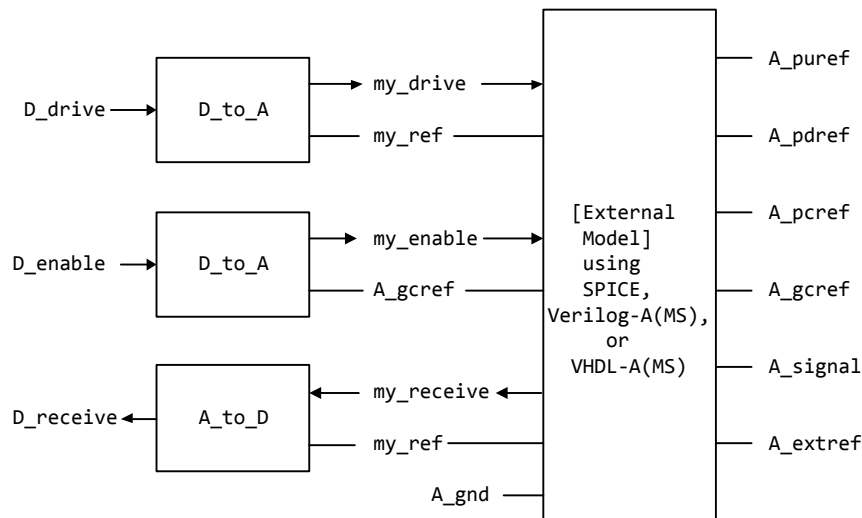 A_puref
my_drive
D_drive
D_to_A
my_ref
A_pdref
[External
Model]
using
SPICE,
Verilog-A(MS),
or
VHDL-A(MS)
A_pcref
my_enable
D_enable
D_to_A
A_gcref
A_gcref
A_signal
my_receive
D_receive
A_to_D
my_ref
A_extref
A_gnd